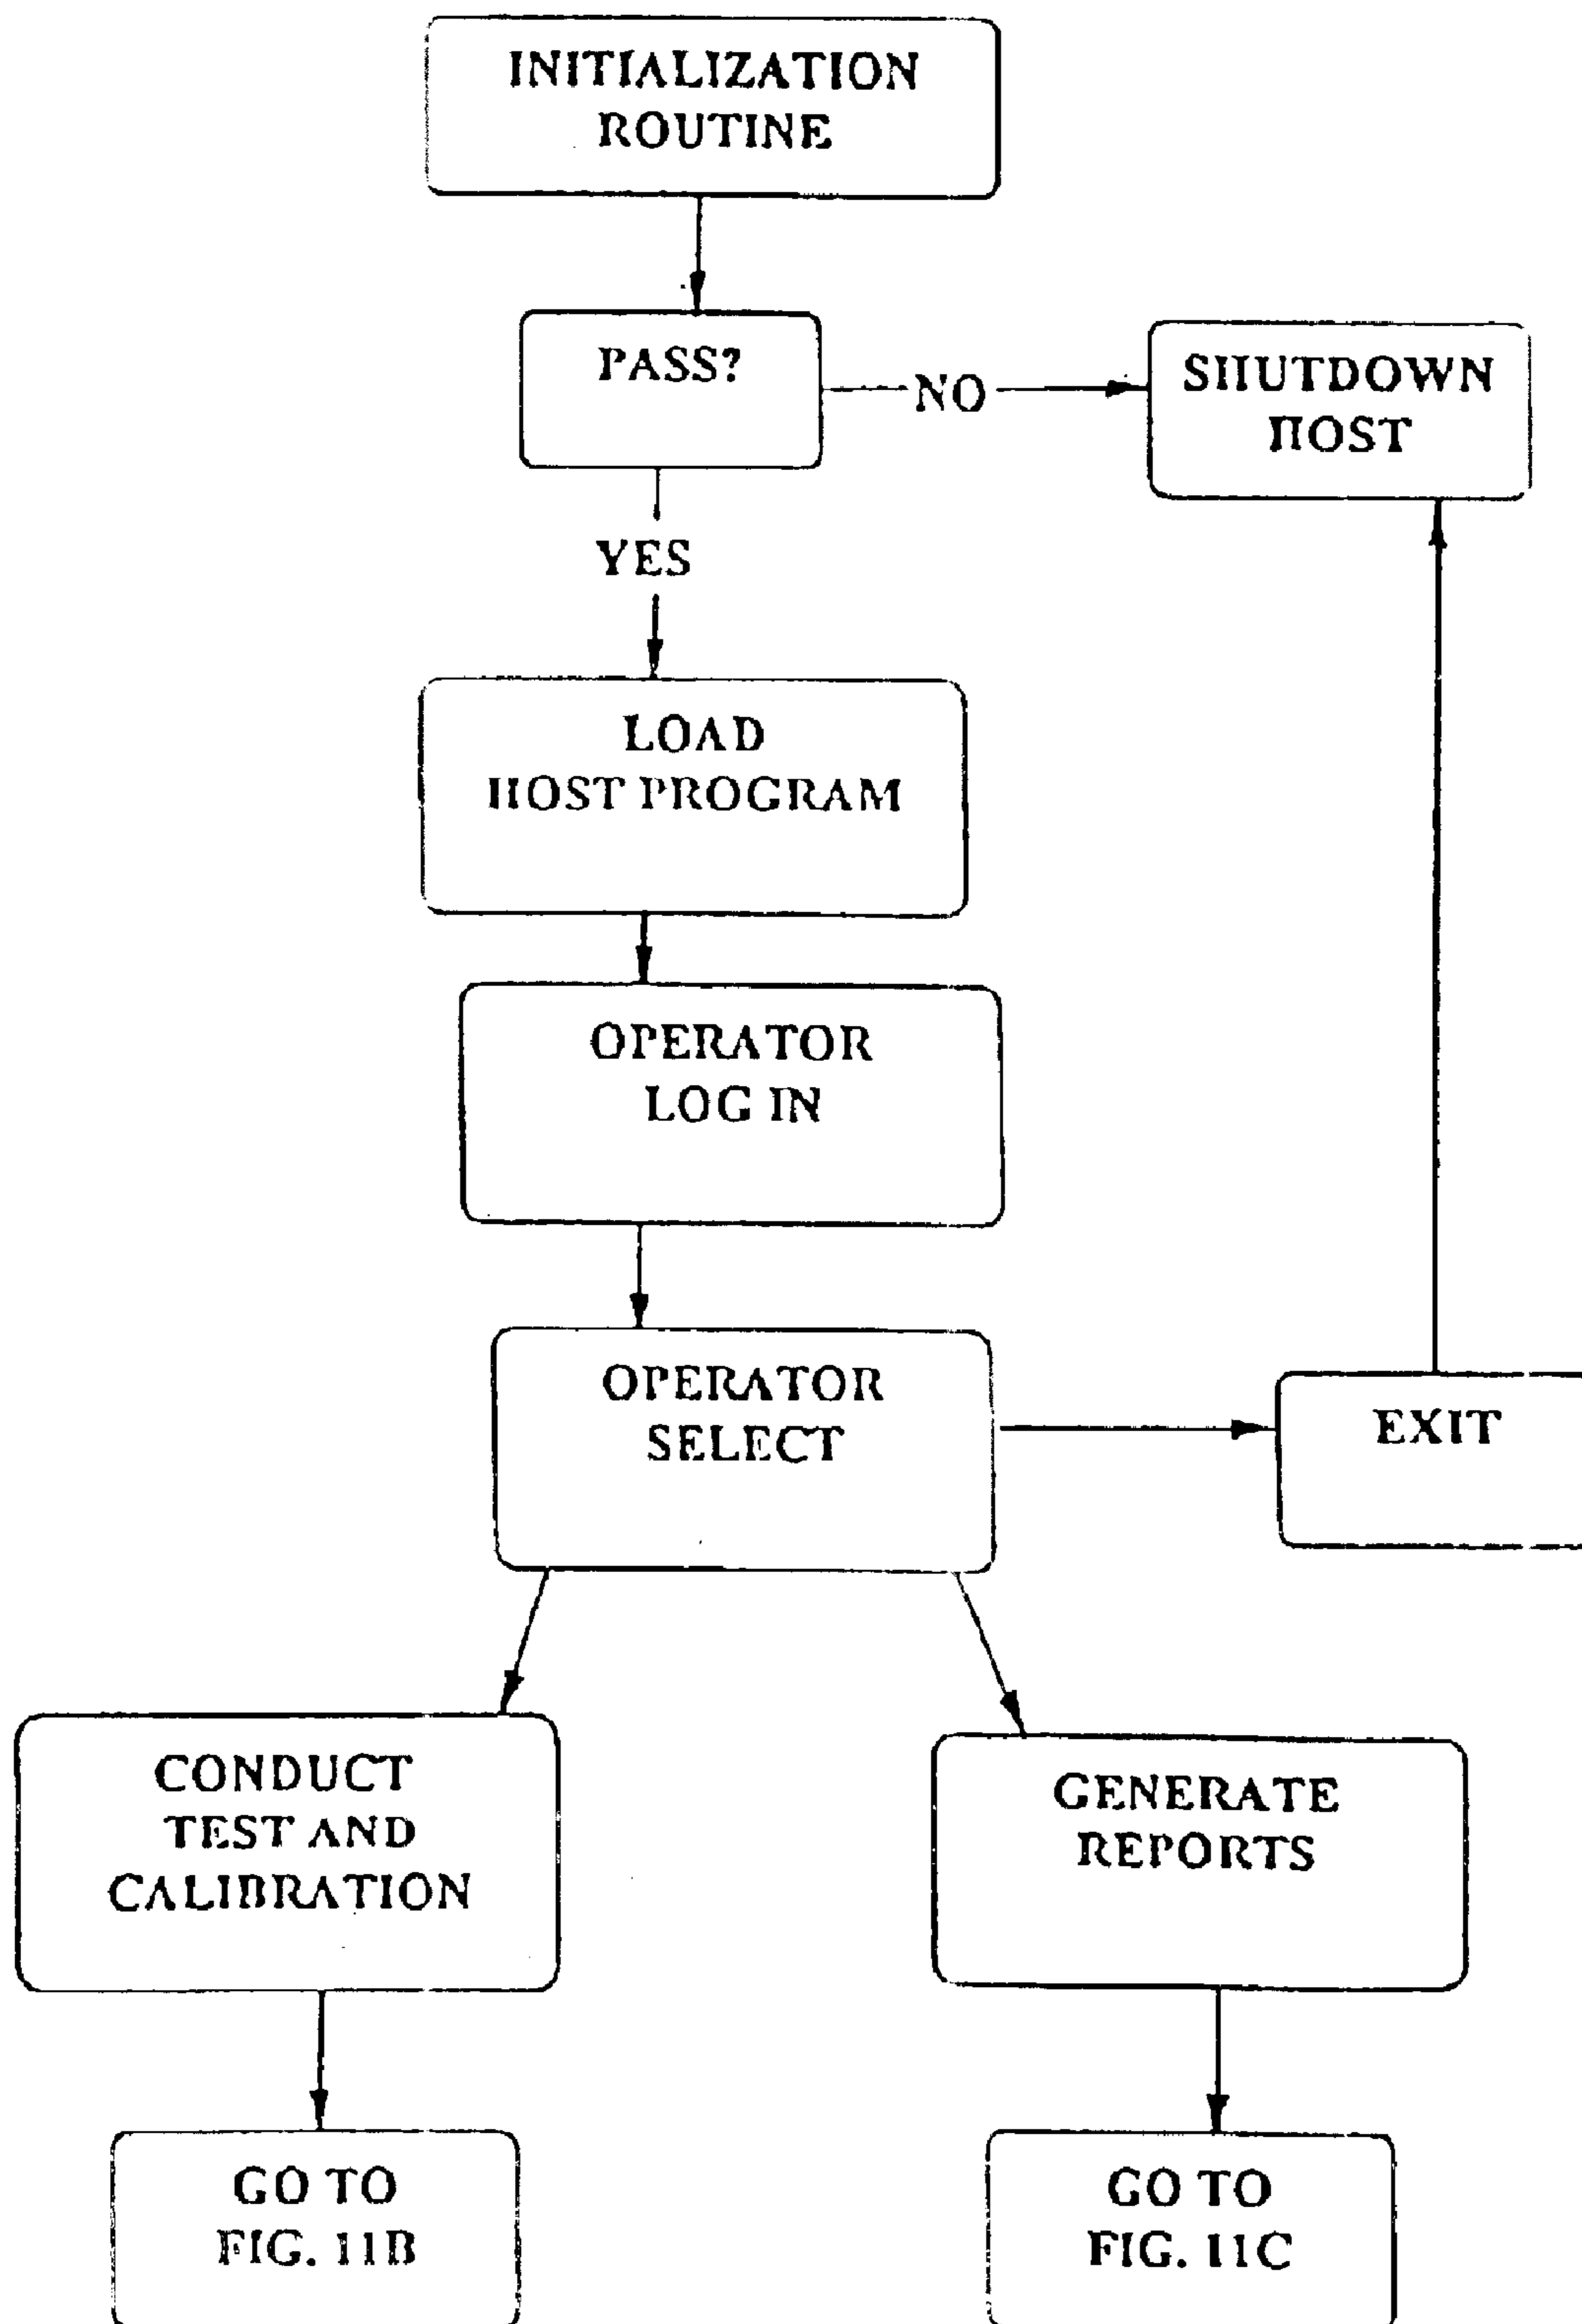 INITIALIZATION
ROUTINE
PASS?
NO
SHUTDOWN
HOST
YES
LOAD
HOST PROGRAM
OPERATOR
LOG IN
OPERATOR
SELECT
EXIT
CONDUCT
TEST AND
CALIBRATION
GENERATE
REPORTS
GO TO
FIG. 11B
GO TO
FIG. 11C